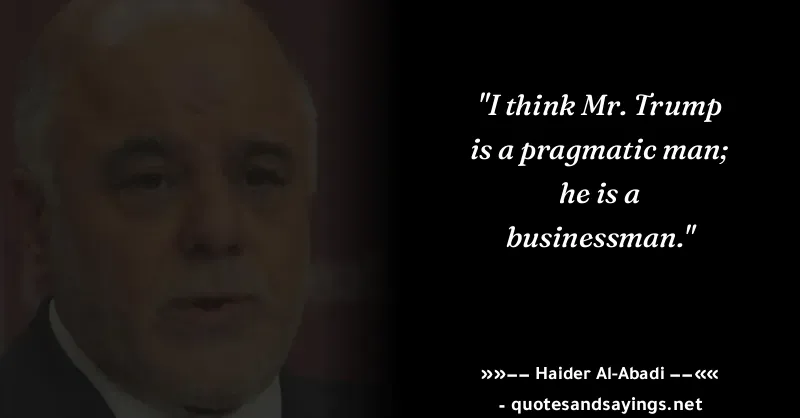 "I think Mr. Trump
is a pragmatic man;
he is a
businessman."
»»–– Haider Al-Abadi ––««
- quotesandsayings.net